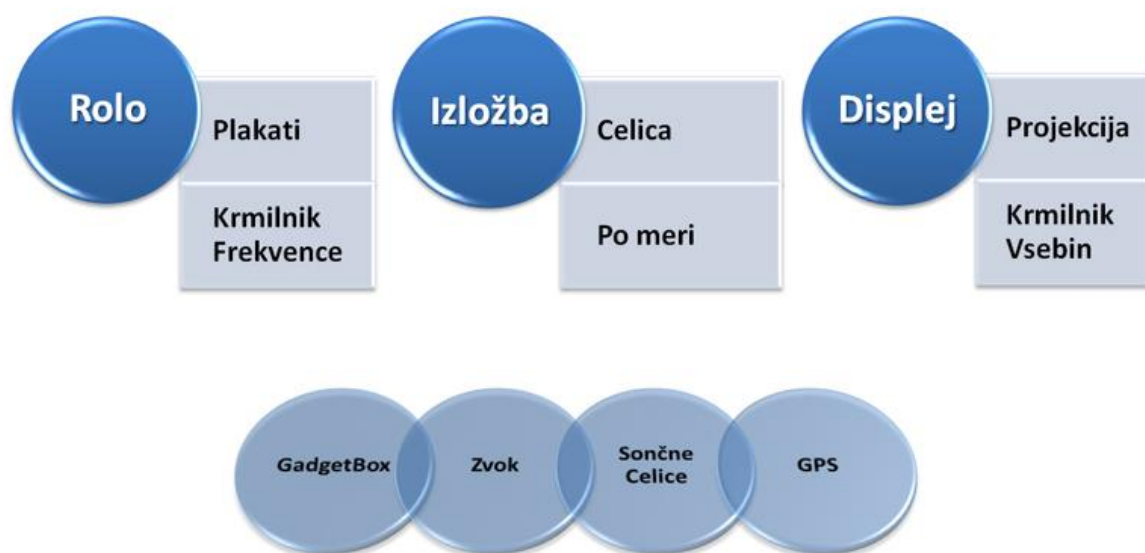 Rolo
Plakati
Krmilnik
Frekvence
Izložba
Celica
Po meri
Displej
Projekcija
Krmilnik
Vsebin
GadgetBox
Zvok
Sončne
Celice
GPS